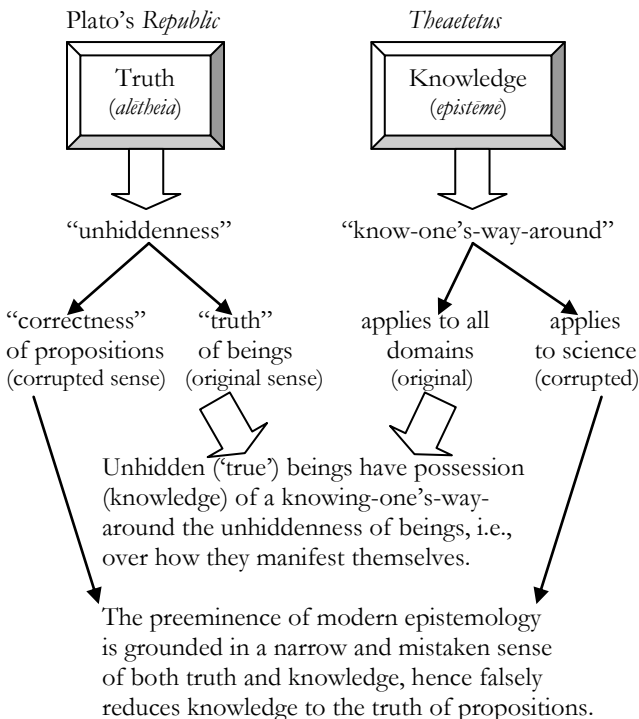 Plato's Republic
Theaetetus
Truth
(alētheia)
Knowledge
(epistēmē)
“unhiddenness”
“know-one's-way-around”
“correctness”
of propositions
(corrupted sense)
“truth”
of beings
(original sense)
applies to all
domains
(original)
applies
to science
(corrupted)
Unhidden (‘true’) beings have possession
(knowledge) of a knowing-one's-way-
around the unhiddenness of beings, i.e.,
over how they manifest themselves.
The preeminence of modern epistemology
is grounded in a narrow and mistaken sense
of both truth and knowledge, hence falsely
reduces knowledge to the truth of propositions.